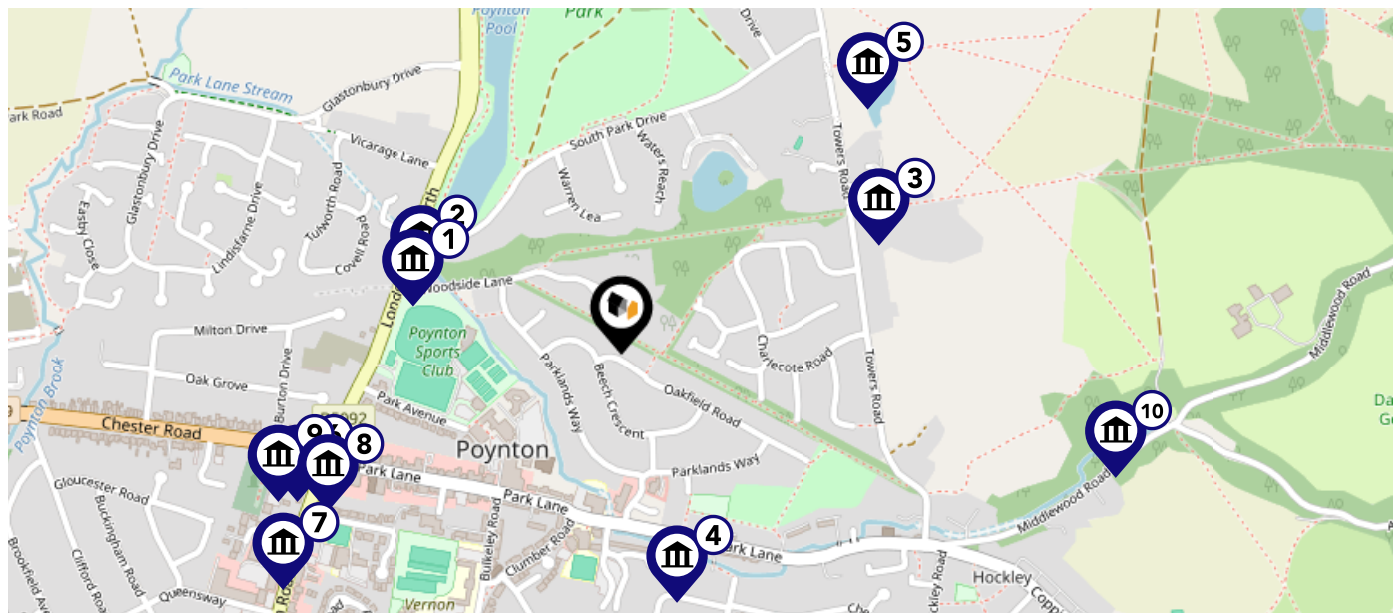 Poynton
Pool
Park
Drive
5
Park Lane Stream
Glastonbury Drive
Park Road
South Park Drive
Vicarage Lane
Waters
Reach
Towers Road
Glastonbury Drive
Warren Lea
3
Tulworth Road
Easby Close
Lindisfarne Drive
Covell Road
2
1
Woodside Lane
Poynton
Sports
Club
Milton Drive
Middlewood Road
Charlecote Road
Towers Road
Parklands Way
Beech Crescent
Oakfield Road
Oak Grove
Burton Drive
Poynton Brook
Park Avenue
Chester Road
9
8
10
Poynton
Park Lane
Parklands Way
Gloucester Road
Buckingham Road
Park Lane
Middlewood Road
7
4
Park Lane
Bulkeley Road
Clumber Road
Clifford Road
Queensway
Vernon
Hockley